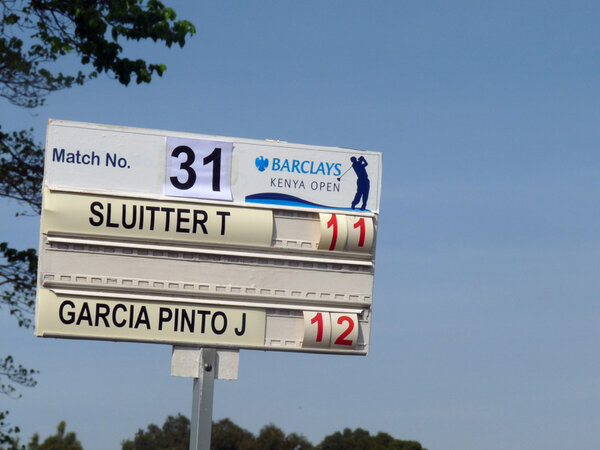 Match No. 31
BARCLAYS
KENYA OPEN
SLUITTER T 11
GARCIA PINTO J 12